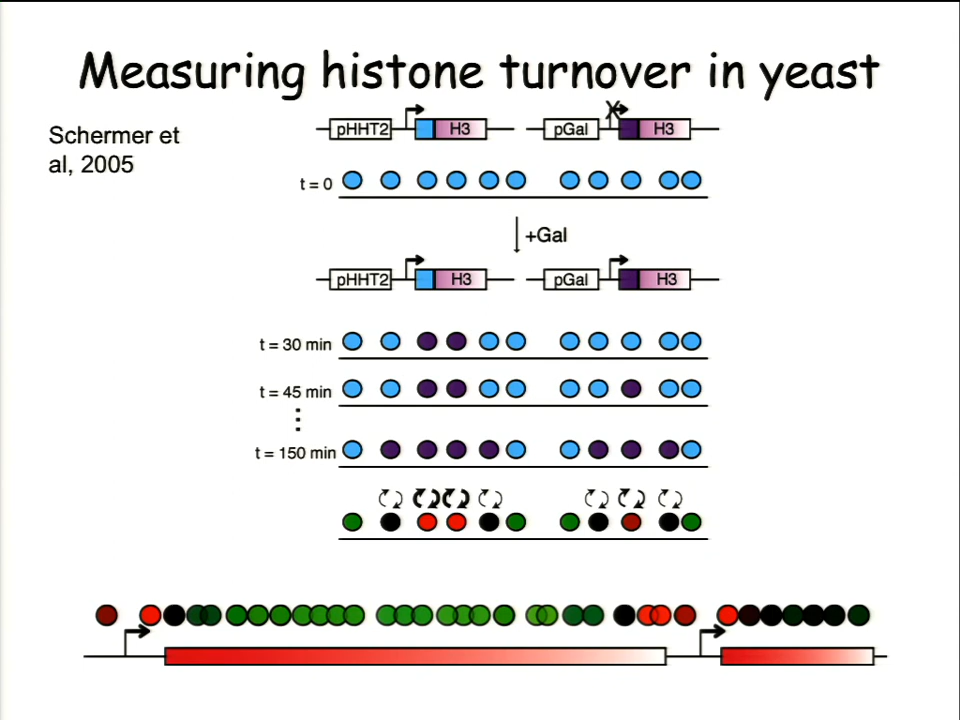 Measuring histone turnover in yeast
Schermer et
al, 2005
pHHT2 H3 pGal H3
t = 0
+Gal
pHHT2 H3 pGal H3
t = 30 min
t = 45 min
t = 150 min